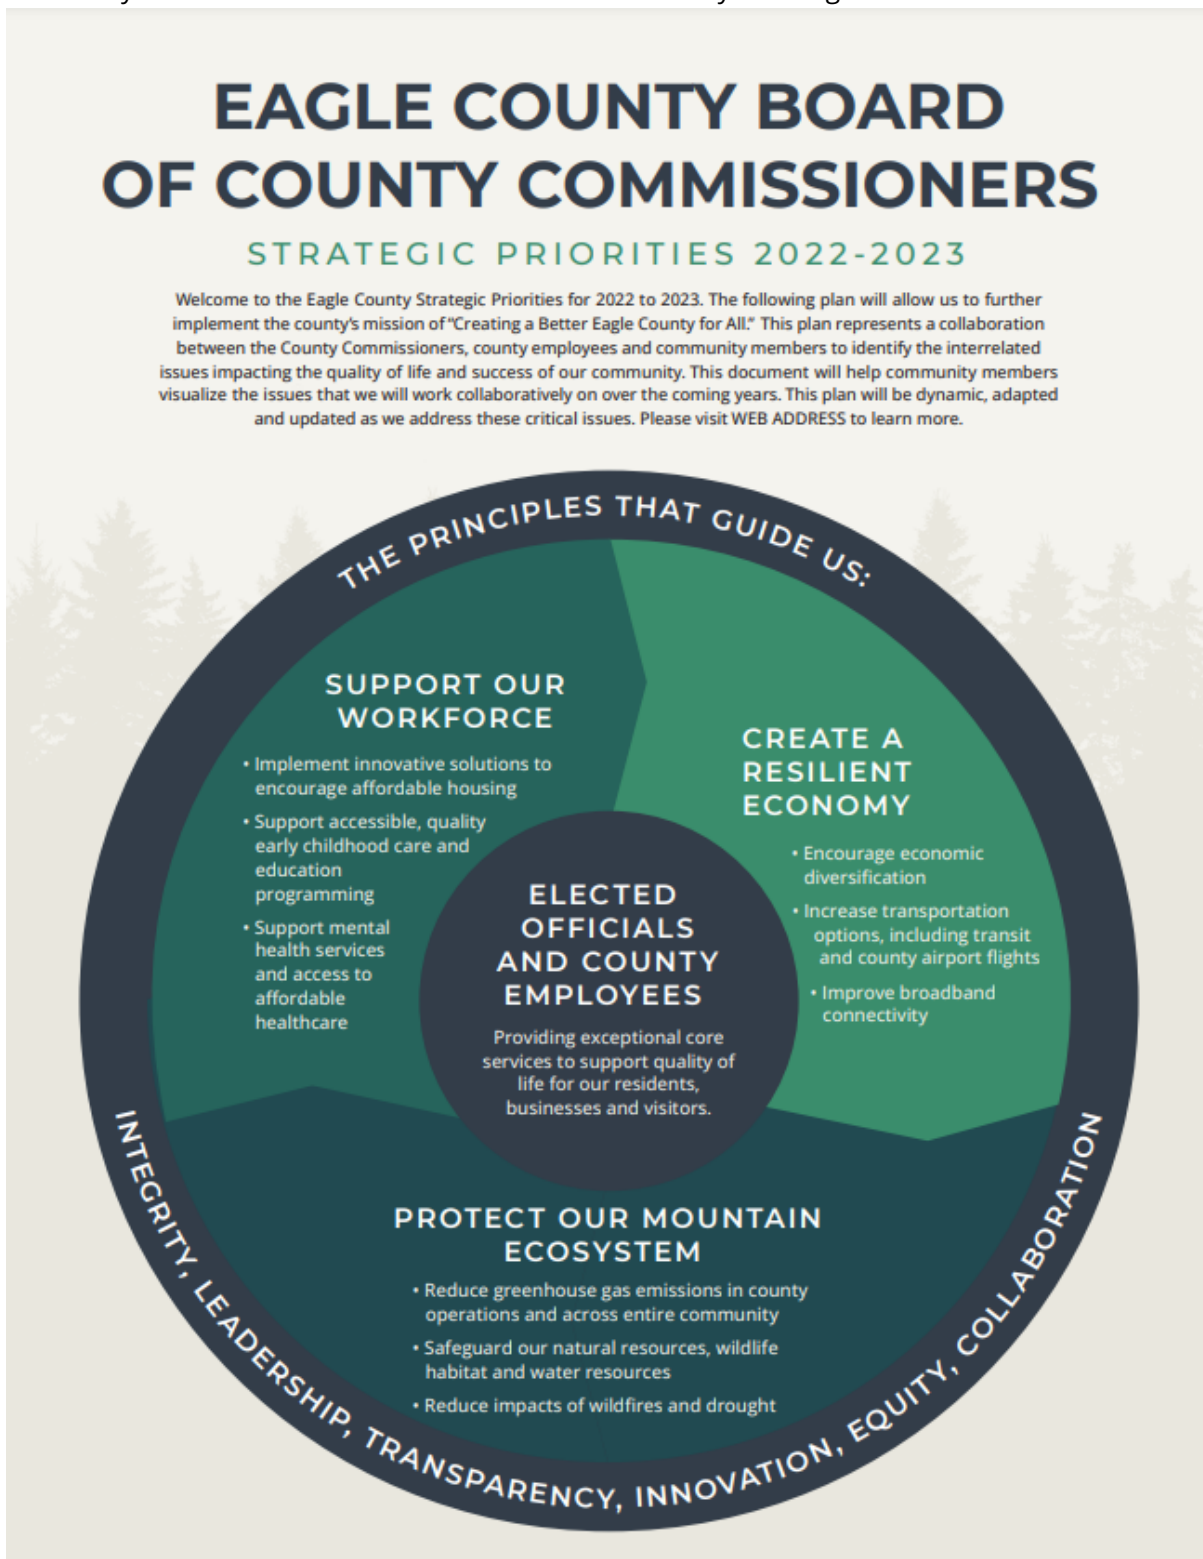 EAGLE COUNTY BOARD
OF COUNTY COMMISSIONERS
STRATEGIC PRIORITIES 2022-2023
Welcome to the Eagle County Strategic Priorities for 2022 to 2023. The following plan will allow us to further
implement the county's mission of "Creating a Better Eagle County for All." This plan represents a collaboration
between the County Commissioners, county employees and community members to identify the interrelated
issues impacting the quality of life and success of our community. This document will help community members
visualize the issues that we will work collaboratively on over the coming years. This plan will be dynamic, adapted
and updated as we address these critical issues. Please visit WEB ADDRESS to learn more.
THE PRINCIPLES THAT GUIDE US:
SUPPORT OUR
WORKFORCE
• Implement innovative solutions to
encourage affordable housing
• Support accessible, quality
early childhood care and
education
programming
• Support mental
health services
and access to
affordable
healthcare
CREATE A
RESILIENT
ECONOMY
• Encourage economic
diversification
• Increase transportation
options, including transit
and county airport flights
• Improve broadband
connectivity
ELECTED
OFFICIALS
AND COUNTY
EMPLOYEES
Providing exceptional core
services to support quality of
life for our residents,
businesses and visitors.
PROTECT OUR MOUNTAIN
ECOSYSTEM
• Reduce greenhouse gas emissions in county
operations and across entire community
• Safeguard our natural resources, wildlife
habitat and water resources
• Reduce impacts of wildfires and drought
INTEGRITY, LEADERSHIP, TRANSPARENCY, INNOVATION, EQUITY, COLLABORATION